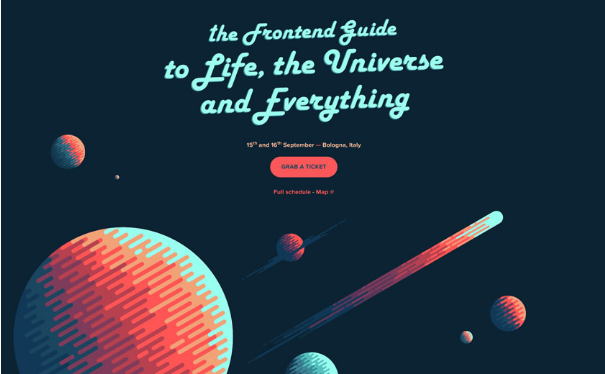 the Frontend Guide
to Life, the Universe
and Everything
15th and 16th September — Bologna, Italy
GRAB A TICKET
Full schedule - Map